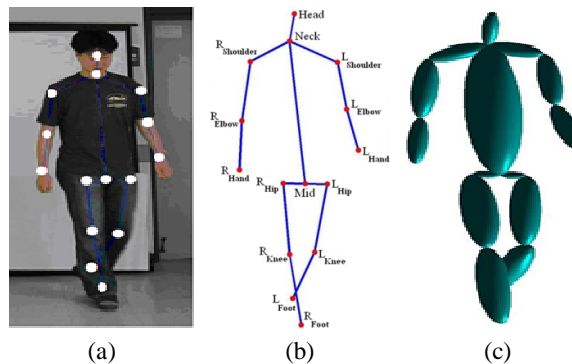 Head
Neck
R Shoulder
L Shoulder
L Elbow
R Elbow
L Hand
R Hand
R Hip
Mid
L Hip
R Knee
L Knee
L Foot
R Foot
(a)
(b)
(c)